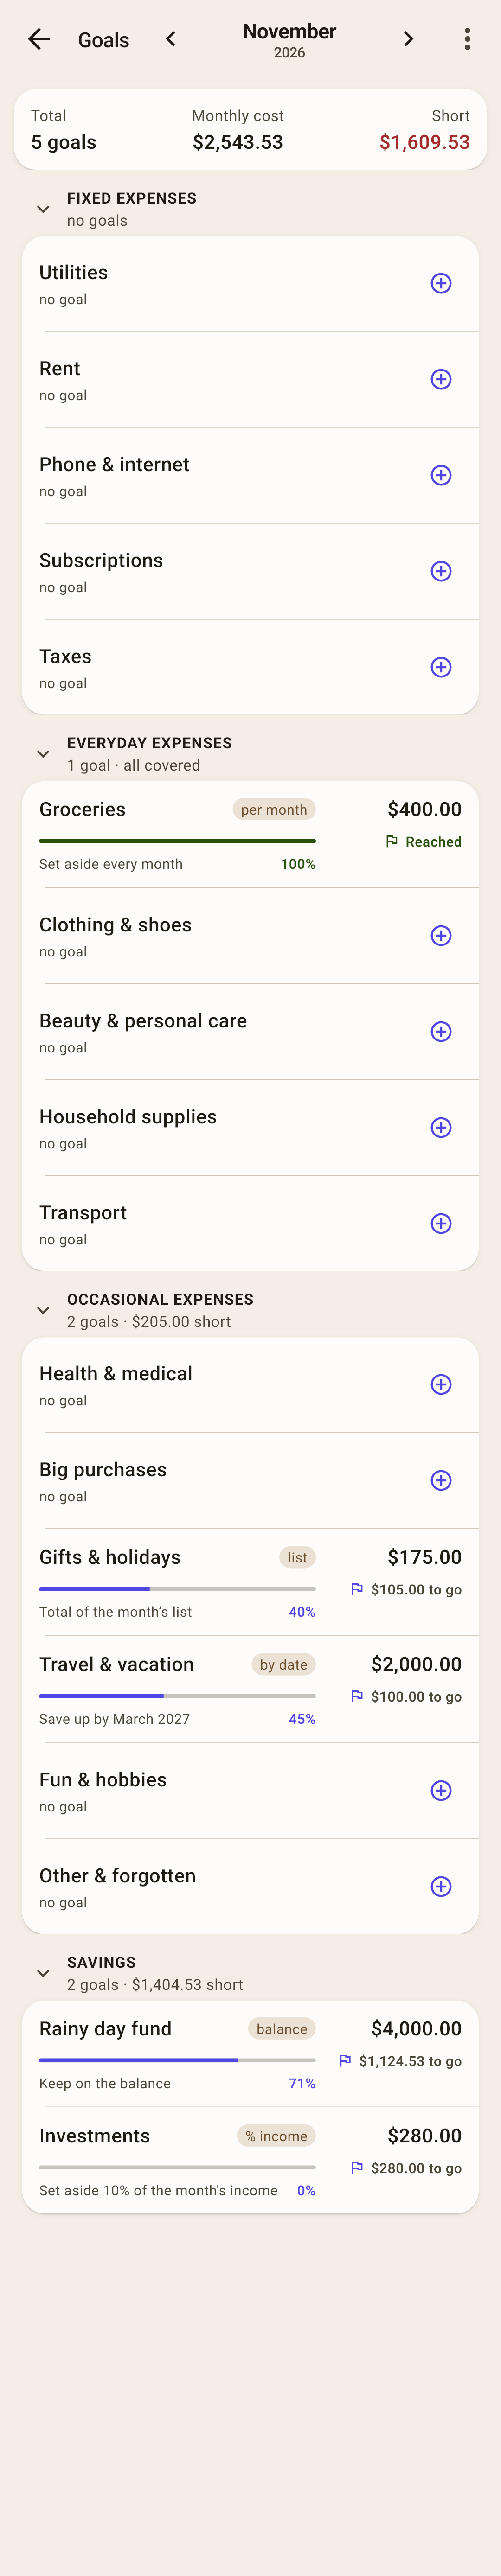 Goals
November
2026
Total
5 goals
Monthly cost
$2,543.53
Short
$1,609.53
FIXED EXPENSES
no goals
Utilities
no goal
Rent
no goal
Phone & internet
no goal
Subscriptions
no goal
Taxes
no goal
EVERYDAY EXPENSES
1 goal · all covered
Groceries
per month
$400.00
Reached
Set aside every month
100%
Clothing & shoes
no goal
Beauty & personal care
no goal
Household supplies
no goal
Transport
no goal
OCCASIONAL EXPENSES
2 goals · $205.00 short
Health & medical
no goal
Big purchases
no goal
Gifts & holidays
list
$175.00
$105.00 to go
Total of the month's list
40%
Travel & vacation
by date
$2,000.00
$100.00 to go
Save up by March 2027
45%
Fun & hobbies
no goal
Other & forgotten
no goal
SAVINGS
2 goals · $1,404.53 short
Rainy day fund
balance
$4,000.00
$1,124.53 to go
Keep on the balance
71%
Investments
% income
$280.00
$280.00 to go
Set aside 10% of the month's income
0%